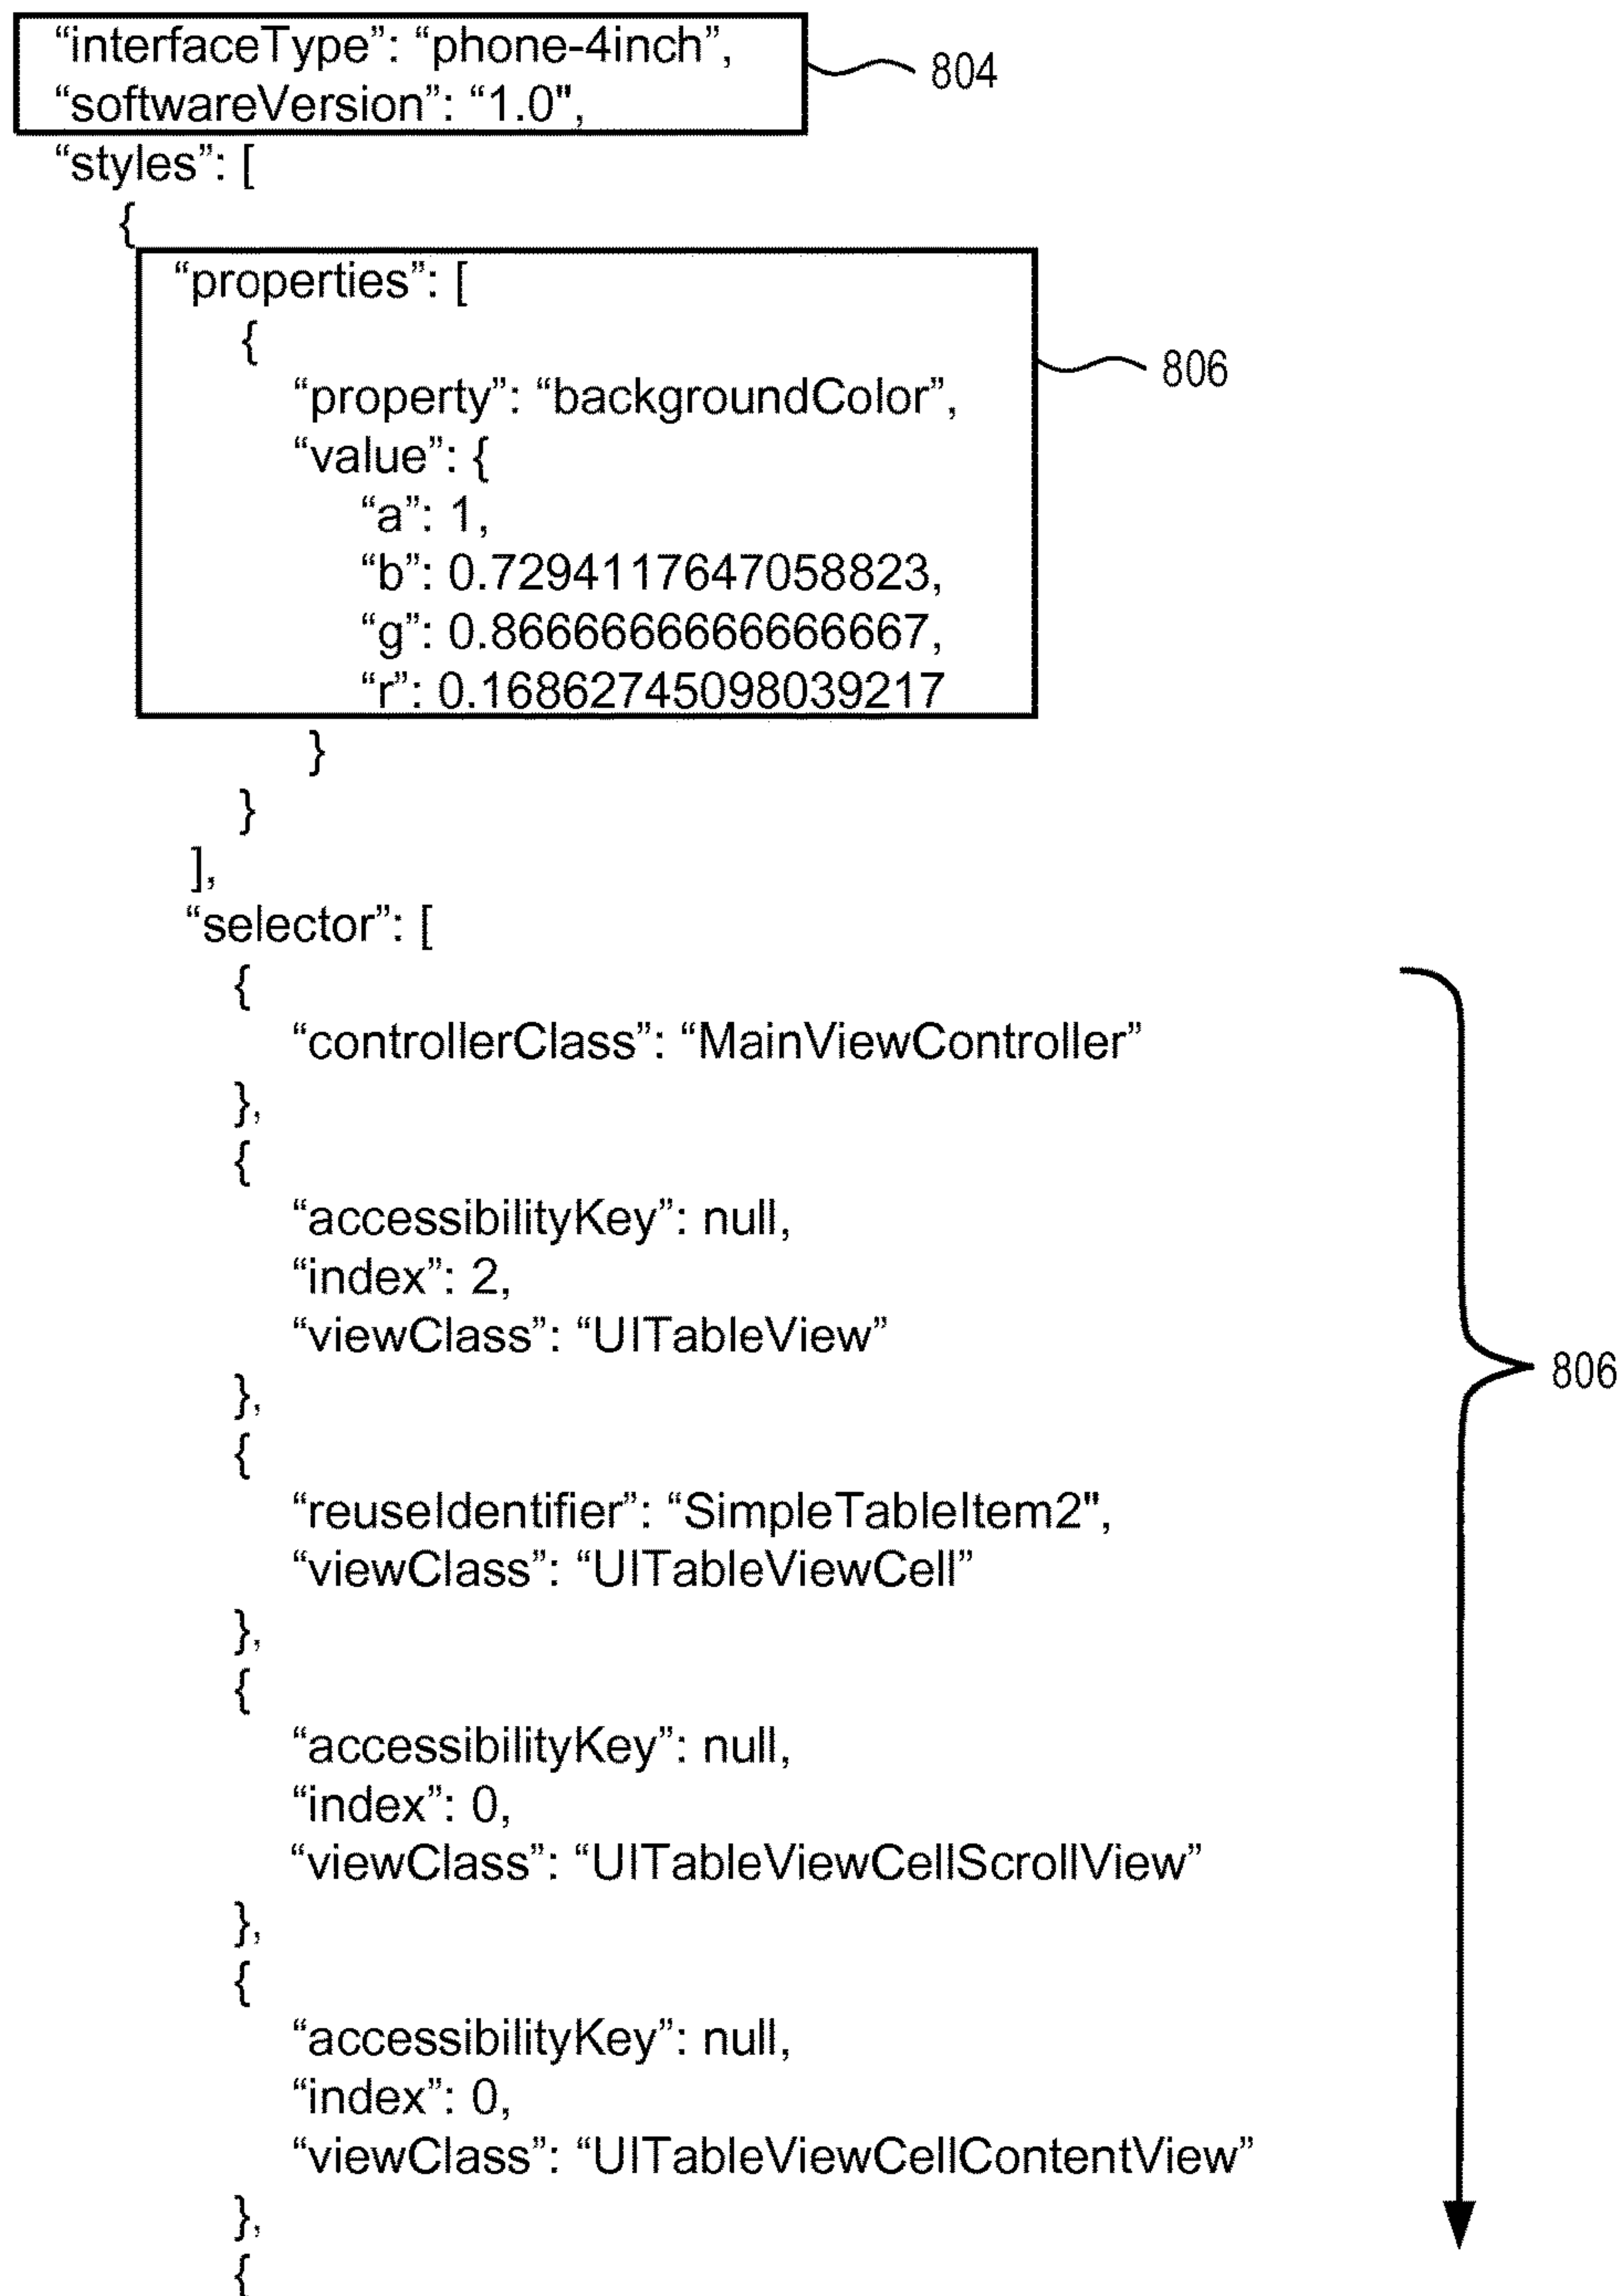 “interfaceType”: “phone-4inch”,
804
“softwareVersion”: “1.0",
“styles”: [
{
“properties”: [
{
806
“property”: “backgroundColor”,
“value”: {
“a”: 1,
“b”: 0.72941176470588​23,
“g”: 0.8666666666666667,
“r”: 0.16862745098039217
}
}
],
“selector”: [
{
“controllerClass”: “MainViewController”
},
{
“accessibilityKey”: null,
“index”: 2,
“viewClass”: “UITableView”
806
},
{
“reuseIdentifier”: “SimpleTableItem2",
“viewClass”: “UITableViewCell”
},
{
“accessibilityKey”: null,
“index”: 0,
“viewClass”: “UITableViewCellScrollView”
},
{
“accessibilityKey”: null,
“index”: 0,
“viewClass”: “UITableViewCellContentView”
},
{